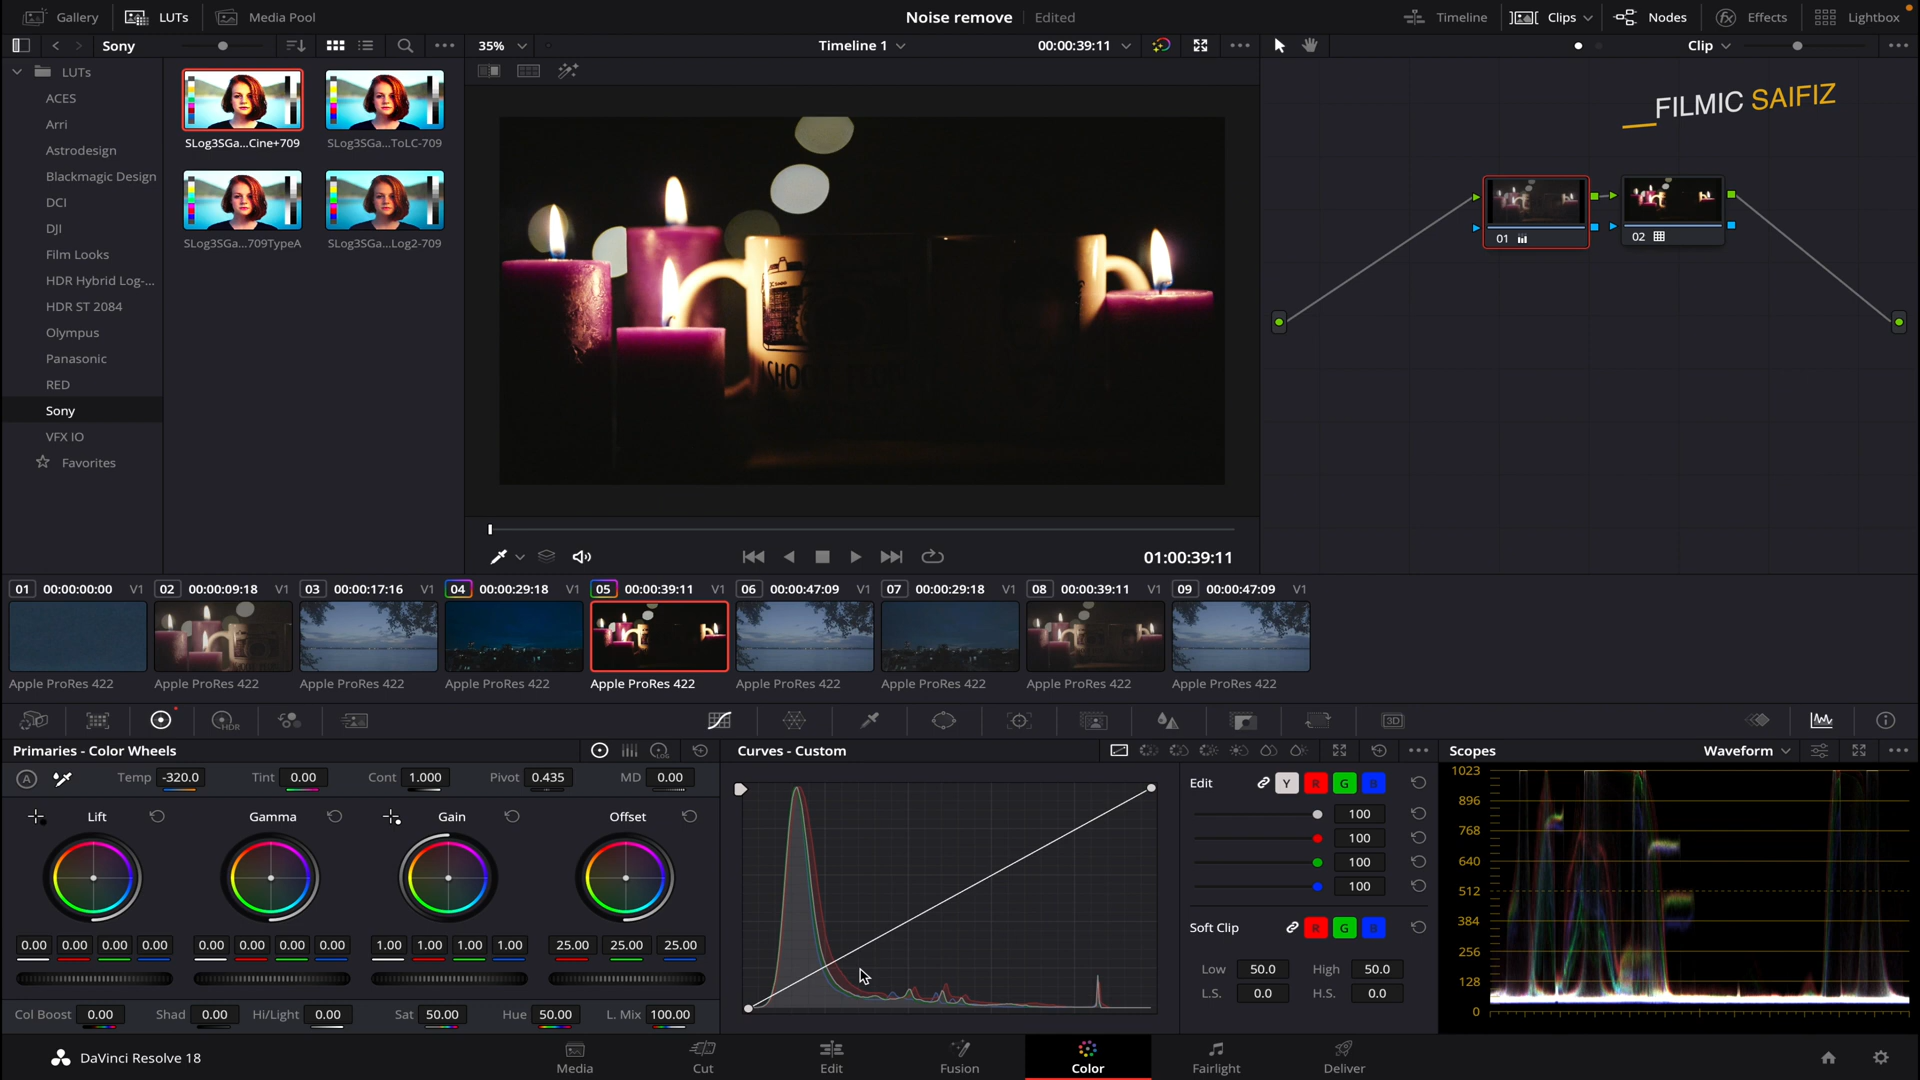 Gallery LUTs Media Pool Noise remove Edited Timeline Clips Nodes Effects Lightbox
Sony 35% Timeline 1 00:00:39:11 Clip
LUTs
ACES
Arri
Astrodesign
Blackmagic Design
DCI
DJI
Film Looks
HDR Hybrid Log-...
HDR ST 2084
Olympus
Panasonic
RED
Sony
VFX IO
Favorites
SLog3SGa...Cine+709 SLog3SGa...ToLC-709
SLog3SGa...709TypeA SLog3SGa...Log2-709
SHOO
FILMIC SAIFIZ
01 02
01:00:39:11
01 00:00:00:00 V1 02 00:00:09:18 V1 03 00:00:17:16 V1 04 00:00:29:18 V1 05 00:00:39:11 V1 06 00:00:47:09 V1 07 00:00:29:18 V1 08 00:00:39:11 V1 09 00:00:47:09 V1
Apple ProRes 422 Apple ProRes 422 Apple ProRes 422 Apple ProRes 422 Apple ProRes 422 Apple ProRes 422 Apple ProRes 422 Apple ProRes 422 Apple ProRes 422
HDR 3D
Primaries - Color Wheels LOG
A Temp -320.0 Tint 0.00 Cont 1.000 Pivot 0.435 MD 0.00
Lift Gamma Gain Offset
0.00 0.00 0.00 0.00 0.00 0.00 0.00 0.00 1.00 1.00 1.00 1.00 25.00 25.00 25.00
Col Boost 0.00 Shad 0.00 Hi/Light 0.00 Sat 50.00 Hue 50.00 L. Mix 100.00
Curves - Custom
Edit Y R G B
100
100
100
100
Soft Clip R G B
Low 50.0 High 50.0
L.S. 0.0 H.S. 0.0
Scopes Waveform
1023
896
768
640
512
384
256
128
0
DaVinci Resolve 18 Media Cut Edit Fusion Color Fairlight Deliver